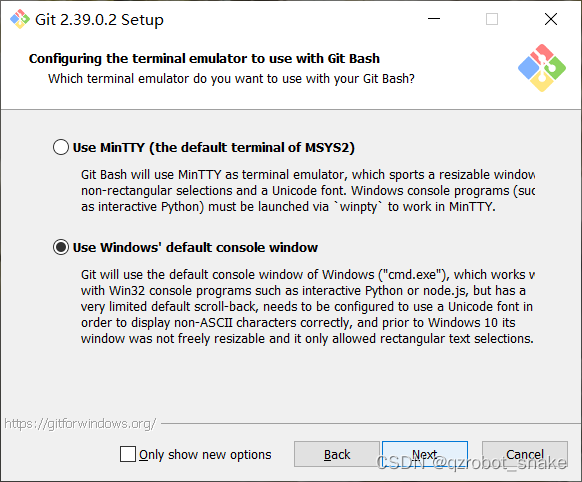 Git 2.39.0.2 Setup
Configuring the terminal emulator to use with Git Bash
Which terminal emulator do you want to use with your Git Bash?
Use MinTTY (the default terminal of MSYS2)
Git Bash will use MinTTY as terminal emulator, which sports a resizable window
non-rectangular selections and a Unicode font. Windows console programs (suc
as interactive Python) must be launched via `winpty` to work in MinTTY.
Use Windows' default console window
Git will use the default console window of Windows ("cmd.exe"), which works w
with Win32 console programs such as interactive Python or node.js, but has a
very limited default scroll-back, needs to be configured to use a Unicode font in
order to display non-ASCII characters correctly, and prior to Windows 10 its
window was not freely resizable and it only allowed rectangular text selections.
https://gitforwindows.org/
Only show new options
Back
Next
Cancel
CSDN @qzrobot_snake